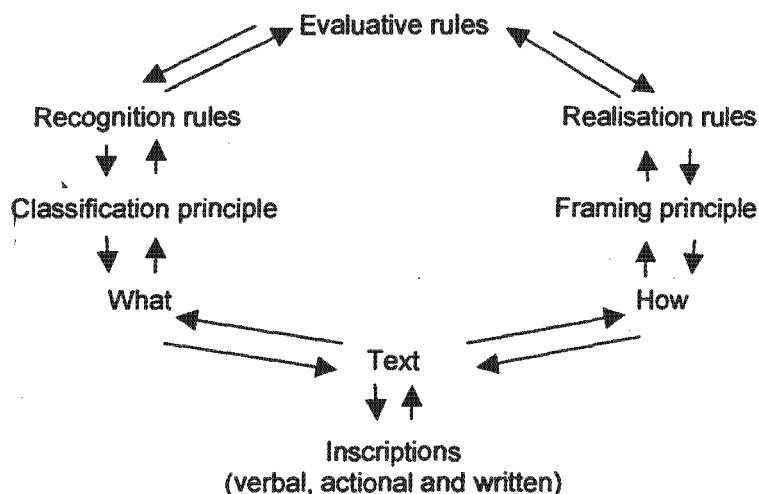 Evaluative rules
Recognition rules
Realisation rules
Classification principle
Framing principle
What
How
Text
Inscriptions
(verbal, actional and written)